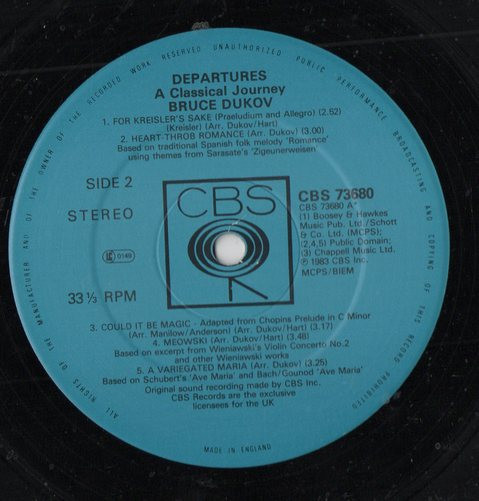 ALL RIGHTS OF THE MANUFACTURER AND OF THE OWNER OF THE RECORDED WORK RESERVED UNAUTHORIZED PUBLIC PERFORMANCE BROADCASTING AND COPYING OF THIS RECORD PROHIBITED
DEPARTURES
A Classical Journey
BRUCE DUKOV
1. FOR KREISLER'S SAKE (Praeludium and Allegro) (2.62)
(Kreisler) (Arr. Dukov/Hart)
2. HEART-THROB ROMANCE (Arr. Dukov) (3.00)
Based on traditional Spanish folk melody 'Romance'
using themes from Sarasate's 'Zigeunerweisen
SIDE 2
STEREO
0149
33⅓ RPM
CBS
CBS 73680
CBS 73680 A*
(1) Boosey & Hawkes
Music Pub. Ltd./Schott
& Co. Ltd. (MCPS);
(2,4,5) Public Domain;
(3) Chappell Music Ltd.
℗ 1983 CBS Inc.
MCPS/BIEM
3. COULD IT BE MAGIC - Adapted from Chopins Prelude in C Minor
(Arr. Manilow/Anderson) (Arr. Dukov/Hart) (3.17)
4. MEOWSKI (Arr. Dukov) (3.48)
Based on excerpt from Wieniawski's Violin Concerto No.2
and other Wieniawski works
5. A VARIEGATED MARIA (Arr. Dukov) (3.25)
Based on Schubert's 'Ave Maria' and Bach/Gounod 'Ave Maria'
Original sound recording made by CBS Inc.
CBS Records are the exclusive
licensees for the UK
MADE IN ENGLAND